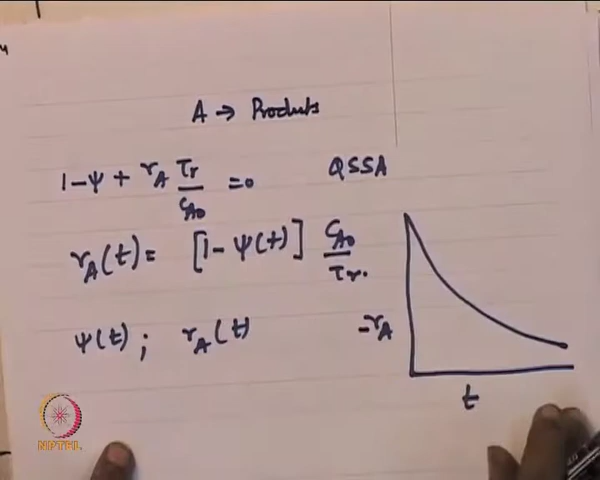 A → Products
1-ψ + r_A τ_r/C_A0 = 0 QSSA
r_A(t) = [1- ψ(t)] C_A0/τ_r.
ψ(t) ; r_A(t) -r_A
t
NPTEL